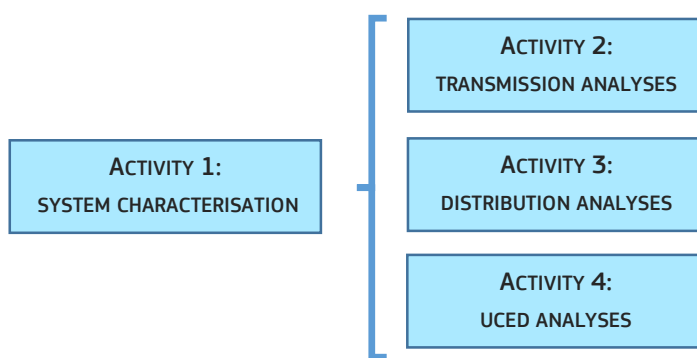 ACTIVITY 1:
SYSTEM CHARACTERISATION
ACTIVITY 2:
TRANSMISSION ANALYSES
ACTIVITY 3:
DISTRIBUTION ANALYSES
ACTIVITY 4:
UCED ANALYSES